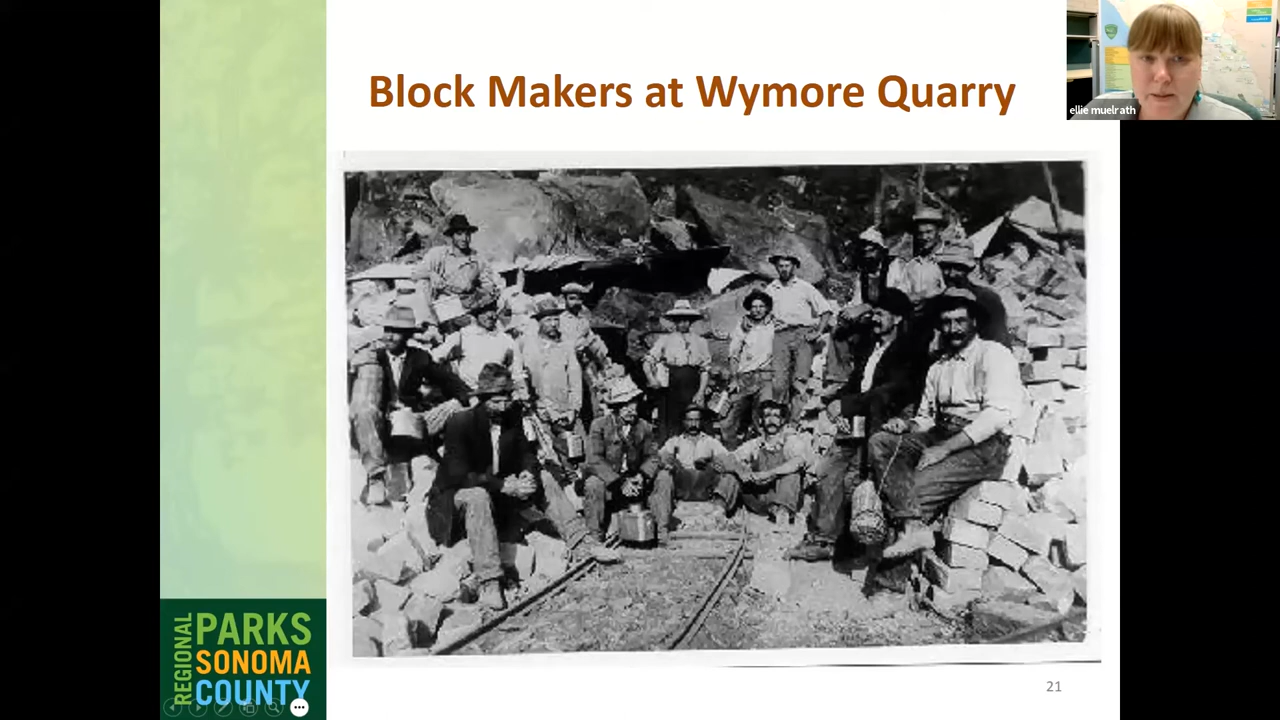 Block Makers at Wymore Quarry
ellie muelrath
REGIONAL
PARKS
SONOMA
COUNTY
21